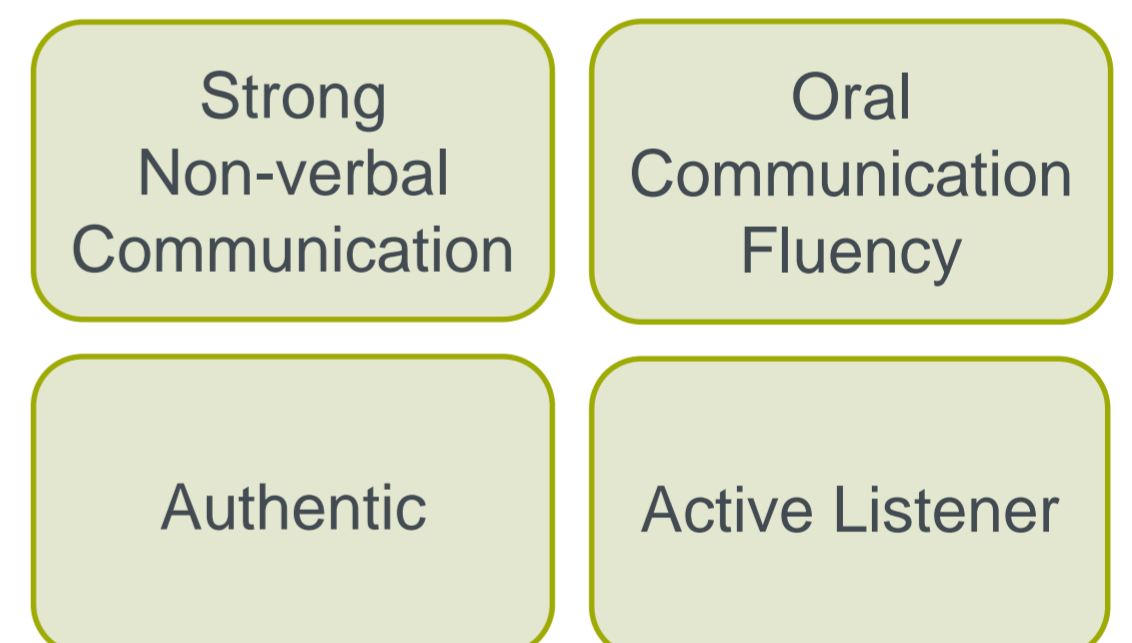 Strong
Non-verbal
Communication
Oral
Communication
Fluency
Authentic
Active Listener